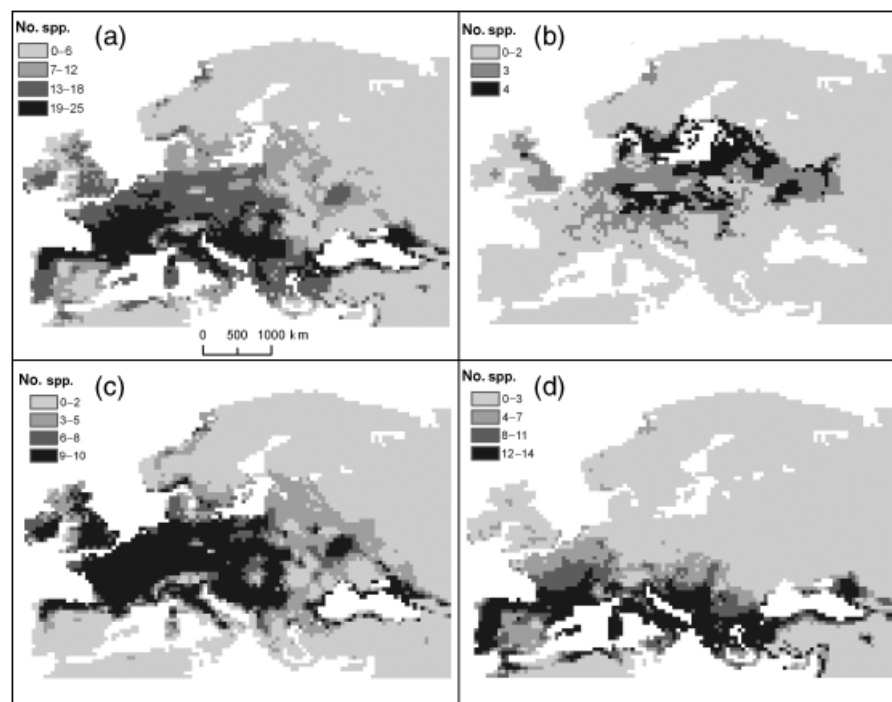 No. spp.
(a)
0–6
7–12
13–18
19–25
0 500 1000 km
No. spp.
(b)
0–2
3
4
No. spp.
(c)
0–2
3–5
6–8
9–10
No. spp.
(d)
0–3
4–7
8–11
12–14